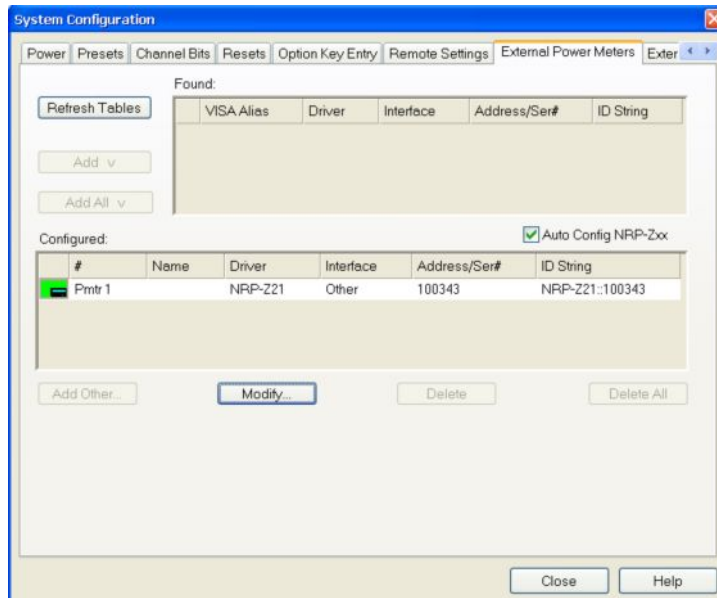 System Configuration
Power Presets Channel Bits Resets Option Key Entry Remote Settings External Power Meters Exter
Found:
Refresh Tables
VISA Alias Driver Interface Address/Ser# ID String
Add v
Add All v
Configured:
Auto Config NRP-Zxx
# Name Driver Interface Address/Ser# ID String
Pmtr 1 NRP-Z21 Other 100343 NRP-Z21::100343
Add Other... Modify... Delete Delete All
Close Help